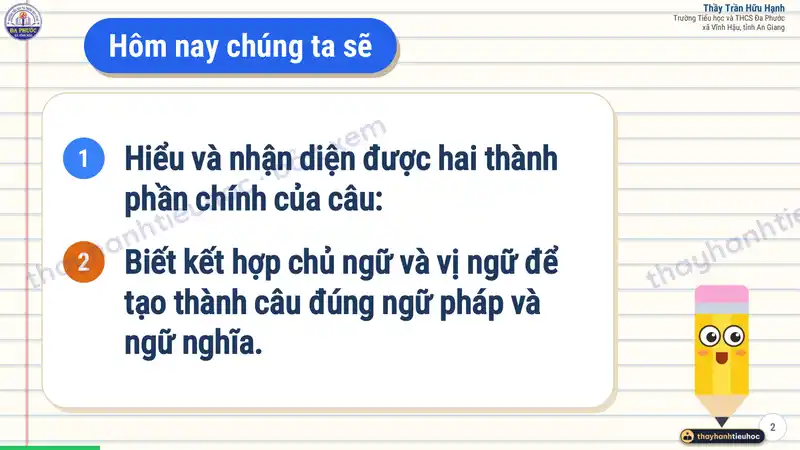 Thầy Trần Hữu Hạnh
Trường Tiểu học và THCS Đa Phước
xã Vĩnh Hậu, tỉnh An Giang
ĐA PHƯỚC
Hôm nay chúng ta sẽ
1
Hiểu và nhận diện được hai thành
phần chính của câu:
2
Biết kết hợp chủ ngữ và vị ngữ để
tạo thành câu đúng ngữ pháp và
ngữ nghĩa.
thayhanhtieuhoc
2